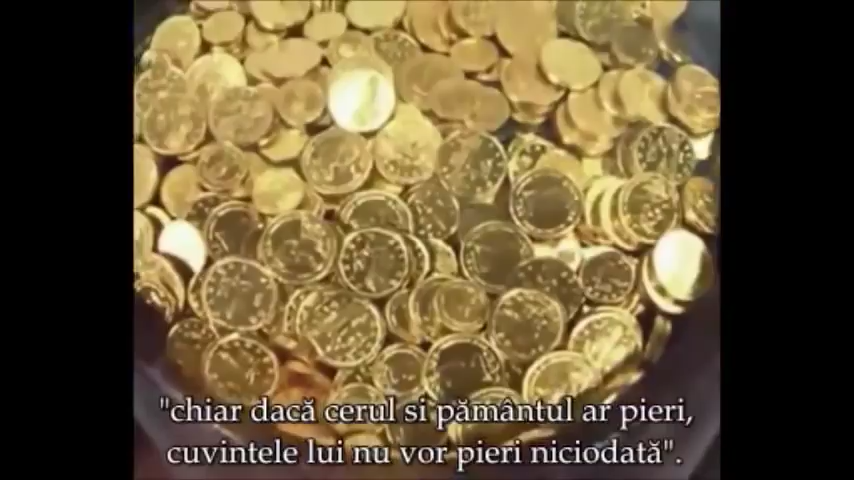 "chiar dacă cerul si pământul ar pieri,
cuvintele lui nu vor pieri niciodată".